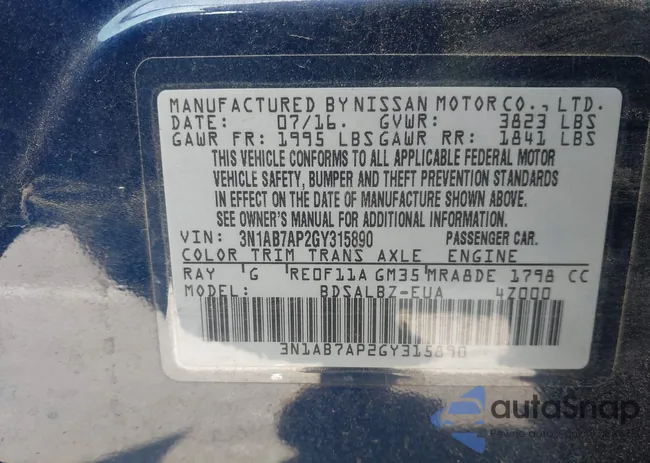 MANUFACTURED BY NISSAN MOTOR CO., LTD.
DATE: 07/16. GVWR: 3823 LBS
GAWR FR: 1995 LBS GAWR RR: 1841 LBS
THIS VEHICLE CONFORMS TO ALL APPLICABLE FEDERAL MOTOR
VEHICLE SAFETY, BUMPER AND THEFT PREVENTION STANDARDS
IN EFFECT ON THE DATE OF MANUFACTURE SHOWN ABOVE.
SEE OWNER'S MANUAL FOR ADDITIONAL INFORMATION.
VIN: 3N1AB7AP2GY315890 PASSENGER CAR.
COLOR TRIM TRANS AXLE ENGINE
RAY G RE0F11A GM35 MRA8DE 1798 CC
MODEL: BDSALBZ-EUA 4Z000
3N1AB7AP2GY315890
autoSnap